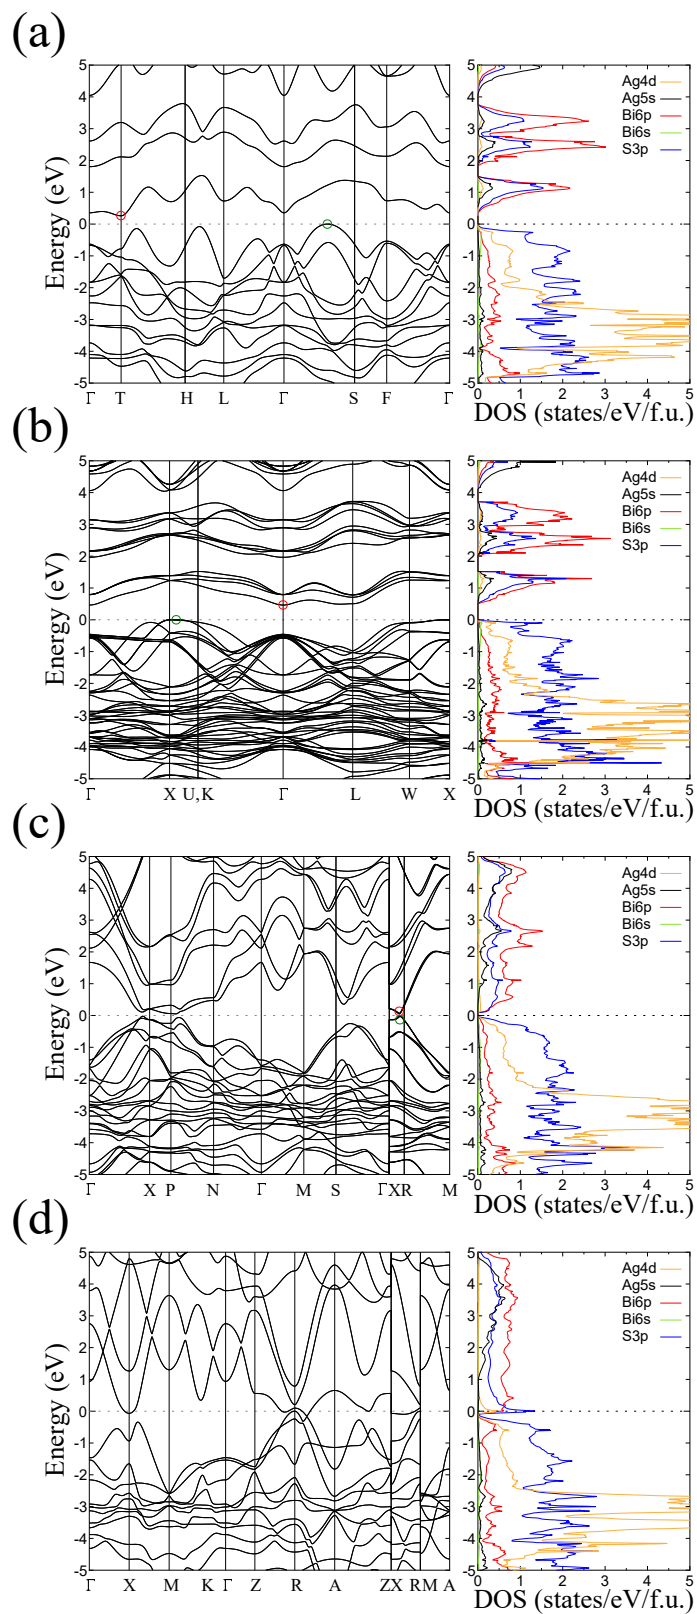 (a)
5
4
3
2
1
0
-1
-2
-3
-4
-5
Energy (eV)
Γ T H L Γ S F Γ
5
4
3
2
1
0
-1
-2
-3
-4
-5
Ag4d
Ag5s
Bi6p
Bi6s
S3p
0 1 2 3 4 5
DOS (states/eV/f.u.)
(b)
5
4
3
2
1
0
-1
-2
-3
-4
-5
Energy (eV)
Γ X U,K Γ L W X
5
4
3
2
1
0
-1
-2
-3
-4
-5
Ag4d
Ag5s
Bi6p
Bi6s
S3p
0 1 2 3 4 5
DOS (states/eV/f.u.)
(c)
5
4
3
2
1
0
-1
-2
-3
-4
-5
Energy (eV)
Γ X P N Γ M S Γ X R M
5
4
3
2
1
0
-1
-2
-3
-4
-5
Ag4d
Ag5s
Bi6p
Bi6s
S3p
0 1 2 3 4 5
DOS (states/eV/f.u.)
(d)
5
4
3
2
1
0
-1
-2
-3
-4
-5
Energy (eV)
Γ X M K Γ Z R A Z X R M A
5
4
3
2
1
0
-1
-2
-3
-4
-5
Ag4d
Ag5s
Bi6p
Bi6s
S3p
0 1 2 3 4 5
DOS (states/eV/f.u.)